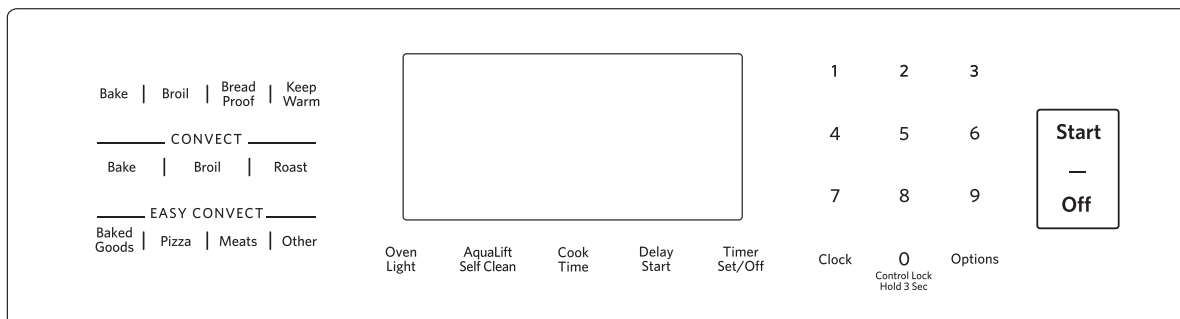 Bake | Broil | Bread Proof | Keep Warm
CONVECT
Bake | Broil | Roast
EASY CONVECT
Baked Goods | Pizza | Meats | Other
Oven Light
AquaLift Self Clean
Cook Time
Delay Start
Timer Set/Off
1 2 3
4 5 6
7 8 9
Clock 0 Options
Control Lock
Hold 3 Sec
Start
—
Off